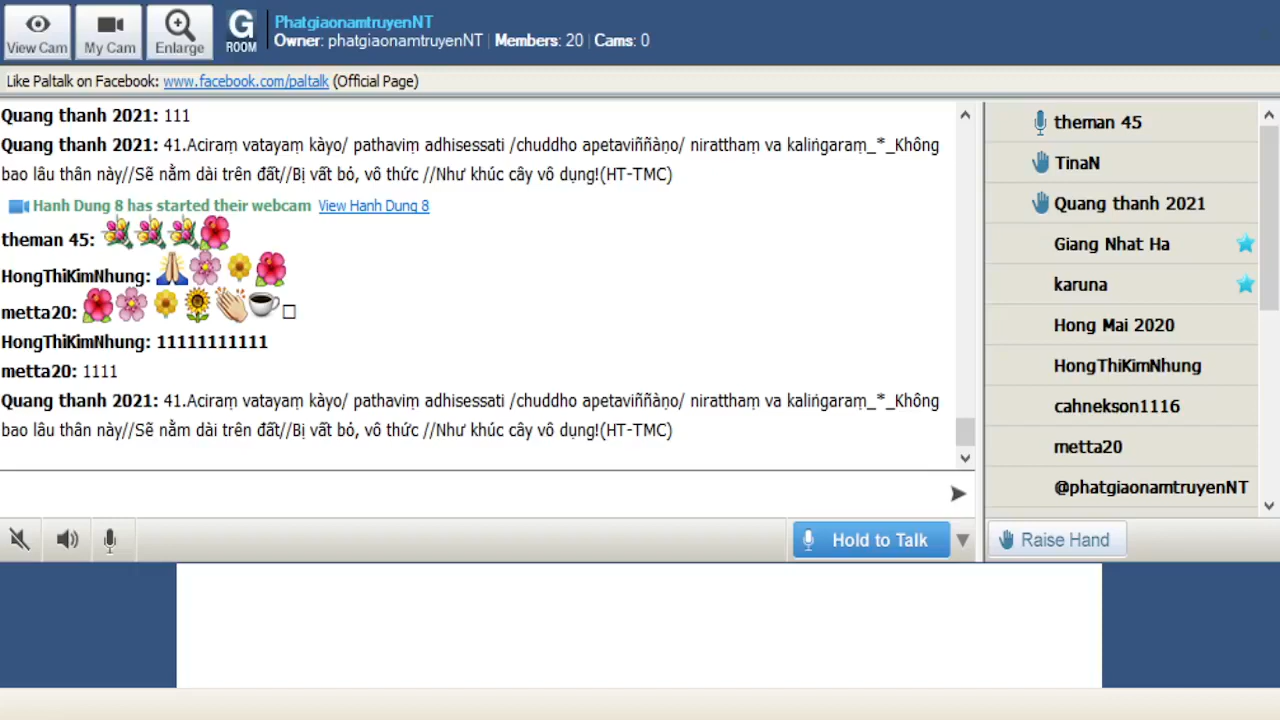 View Cam
My Cam
Enlarge
G
ROOM
PhatgiaonamtruyenNT
Owner: phatgiaonamtruyenNT | Members: 20 | Cams: 0
Like Paltalk on Facebook: www.facebook.com/paltalk (Official Page)
Quang thanh 2021: 111
Quang thanh 2021: 41.Aciraṃ vatayaṃ kàyo/ pathaviṃ adhisessati /chuddho apetaviññàṇo/ niratthaṃ va kaliṅgaraṃ_*_Không
bao lâu thân này//Sẽ nằm dài trên đất//Bị vất bỏ, vô thức //Như khúc cây vô dụng!(HT-TMC)
Hanh Dung 8 has started their webcam View Hanh Dung 8
theman 45:
HongThiKimNhung:
metta20:
HongThiKimNhung: 11111111111
metta20: 1111
Quang thanh 2021: 41.Aciraṃ vatayaṃ kàyo/ pathaviṃ adhisessati /chuddho apetaviññàṇo/ niratthaṃ va kaliṅgaraṃ_*_Không
bao lâu thân này//Sẽ nằm dài trên đất//Bị vất bỏ, vô thức //Như khúc cây vô dụng!(HT-TMC)
Hold to Talk
theman 45
TinaN
Quang thanh 2021
Giang Nhat Ha
karuna
Hong Mai 2020
HongThiKimNhung
cahnekson1116
metta20
@phatgiaonamtruyenNT
Raise Hand